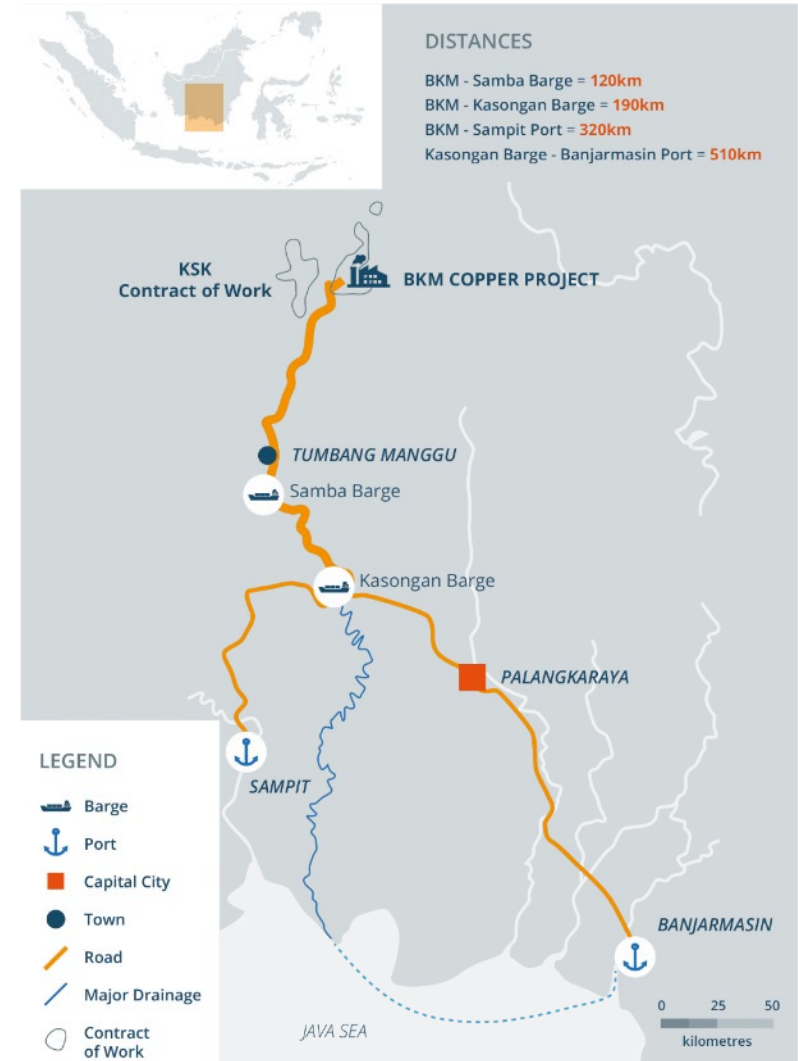 DISTANCES
BKM - Samba Barge = 120km
BKM - Kasongan Barge = 190km
BKM - Sampit Port = 320km
Kasongan Barge - Banjarmasin Port = 510km
KSK
Contract of Work
BKM COPPER PROJECT
TUMBANG MANGGU
Samba Barge
Kasongan Barge
PALANGKARAYA
SAMPIT
BANJARMASIN
JAVA SEA
LEGEND
Barge
Port
Capital City
Town
Road
Major Drainage
Contract
of Work
0 25 50
kilometres